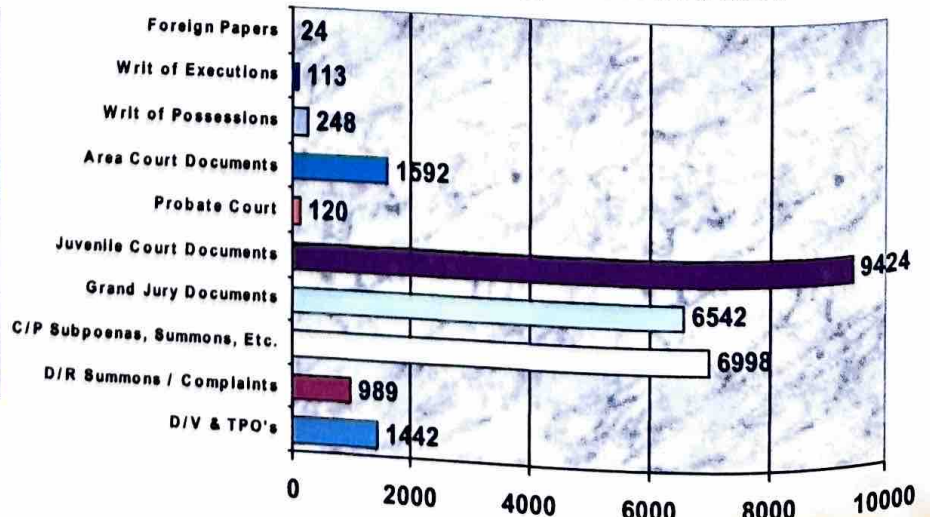 Foreign Papers 24
Writ of Executions 113
Writ of Possessions 248
Area Court Documents 1592
Probate Court 120
Juvenile Court Documents 9424
Grand Jury Documents 6542
C/P Subpoenas, Summons, Etc. 6998
D/R Summons / Complaints 989
D/V & TPO's 1442
0 2000 4000 6000 8000 10000